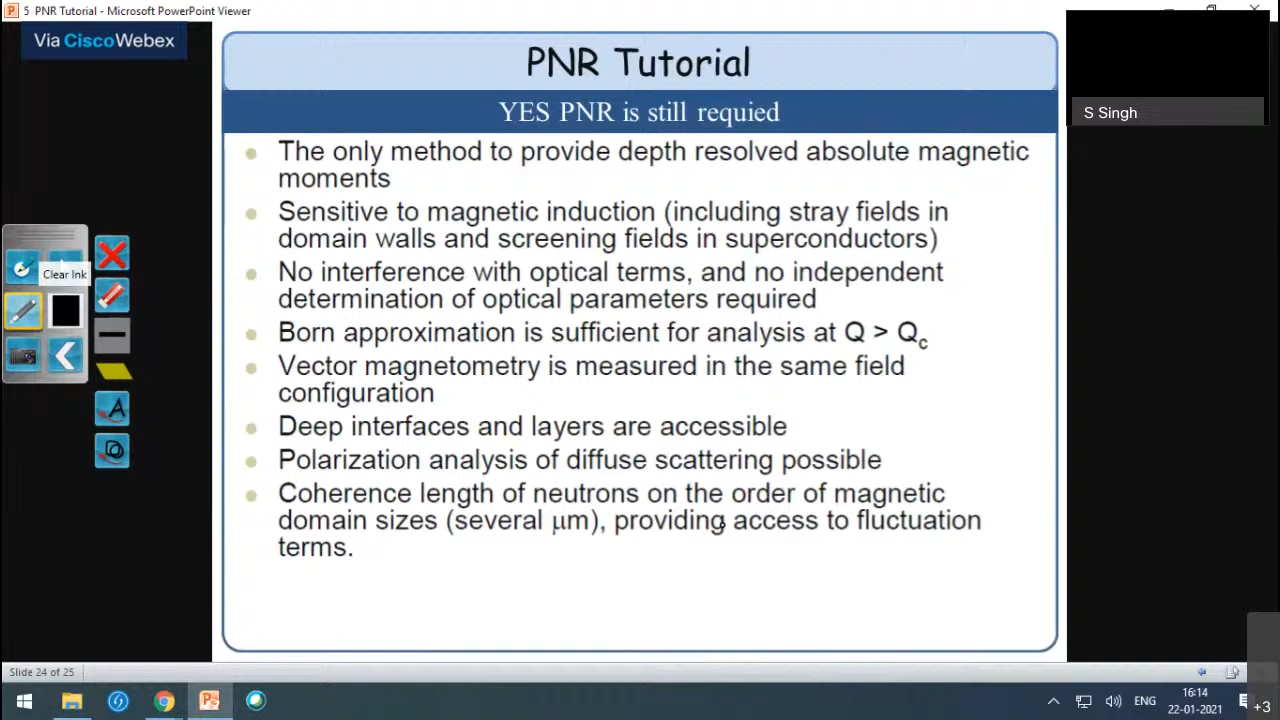 5 PNR Tutorial - Microsoft PowerPoint Viewer
Via CiscoWebex
PNR Tutorial
YES PNR is still requied
S Singh
The only method to provide depth resolved absolute magnetic
moments
Sensitive to magnetic induction (including stray fields in
domain walls and screening fields in superconductors)
Clear Ink
No interference with optical terms, and no independent
determination of optical parameters required
Born approximation is sufficient for analysis at Q > Qc
Vector magnetometry is measured in the same field
configuration
Deep interfaces and layers are accessible
Polarization analysis of diffuse scattering possible
Coherence length of neutrons on the order of magnetic
domain sizes (several μm), providing access to fluctuation
terms.
Slide 24 of 25
ENG
16:14
22-01-2021
+3